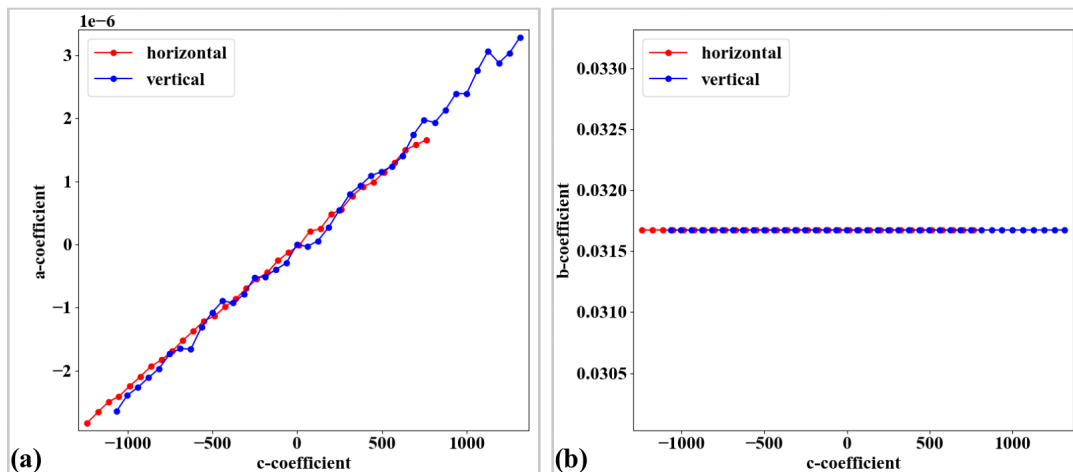 1e−6
horizontal
vertical
3
2
1
0
−1
−2
a-coefficient
−1000 −500 0 500 1000
c-coefficient
(a)
horizontal
vertical
0.0330
0.0325
0.0320
0.0315
0.0310
0.0305
b-coefficient
−1000 −500 0 500 1000
c-coefficient
(b)